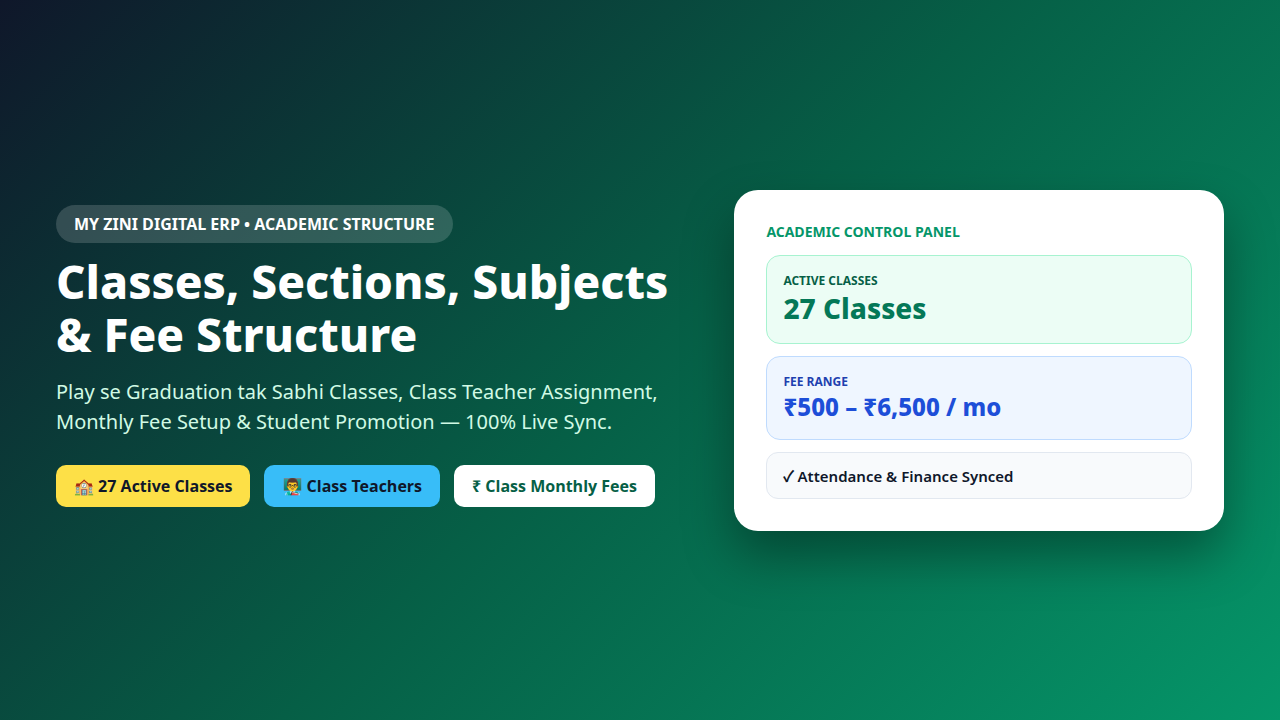 MY ZINI DIGITAL ERP • ACADEMIC STRUCTURE
Classes, Sections, Subjects
& Fee Structure
Play se Graduation tak Sabhi Classes, Class Teacher Assignment,
Monthly Fee Setup & Student Promotion — 100% Live Sync.
🏫 27 Active Classes
👨‍🏫 Class Teachers
₹ Class Monthly Fees
ACADEMIC CONTROL PANEL
ACTIVE CLASSES
27 Classes
FEE RANGE
₹500 – ₹6,500 / mo
✓ Attendance & Finance Synced